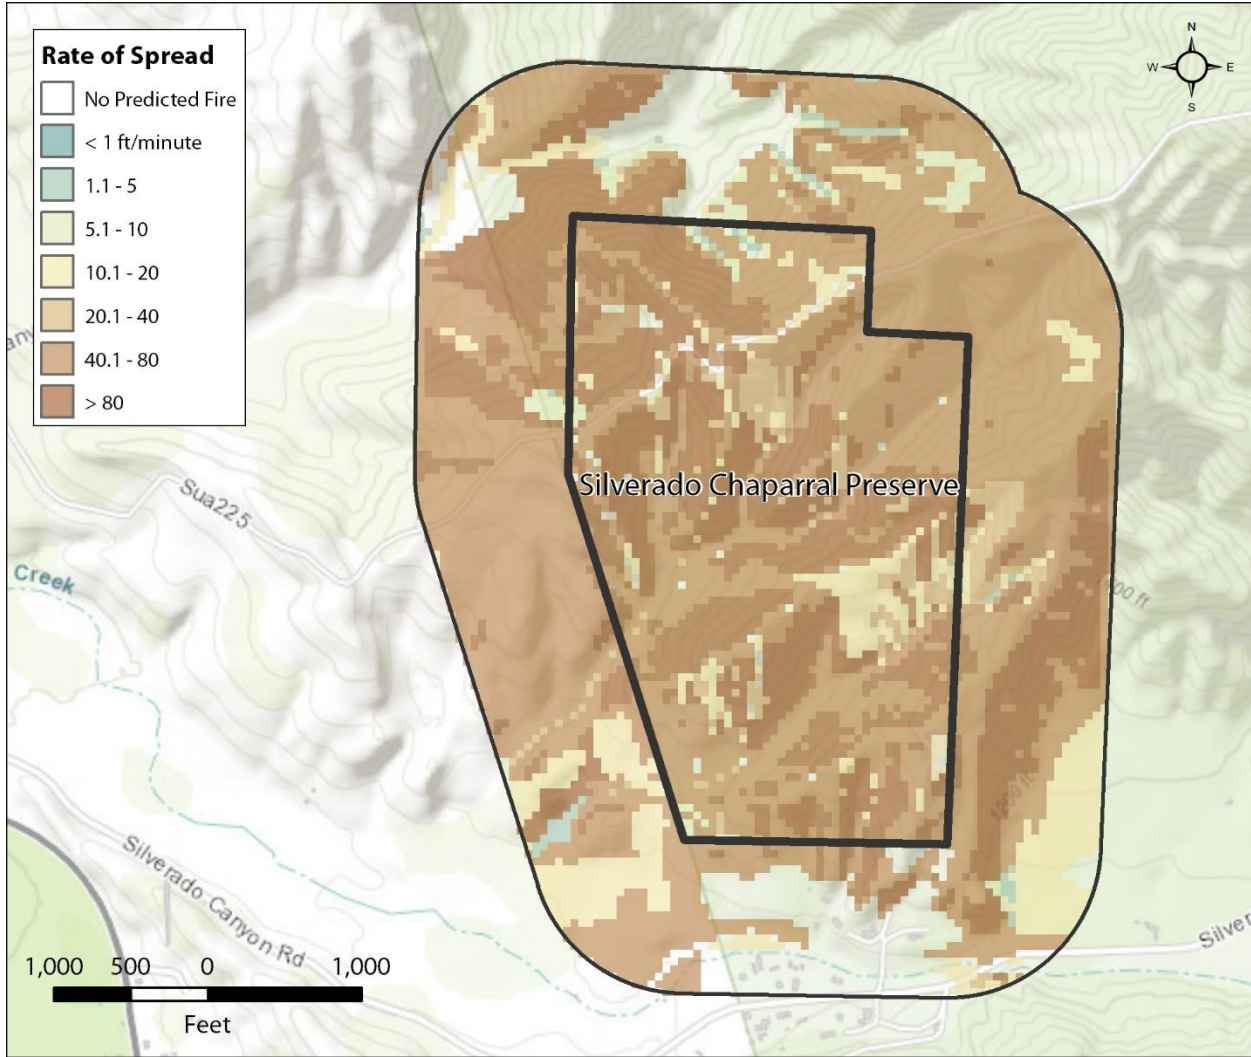 Rate of Spread
No Predicted Fire
< 1 ft/minute
1.1 - 5
5.1 - 10
10.1 - 20
20.1 - 40
40.1 - 80
> 80
N
W E
S
Sua225
Silverado Chaparral Preserve
Creek
1200 ft
Silverado Canyon Rd
Silver
1,000 500 0 1,000
Feet